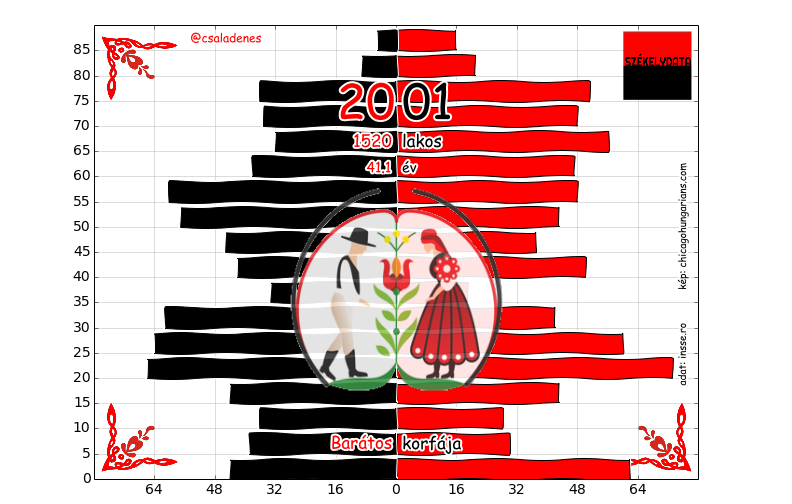 @csaladenes
SZÉKELYDATA
2001
1520 lakos
41.1 év
kép: chicagohungarians.com
adat: insse.ro
Barátos korfája
85
80
75
70
65
60
55
50
45
40
35
30
25
20
15
10
5
0
64 48 32 16 0 16 32 48 64